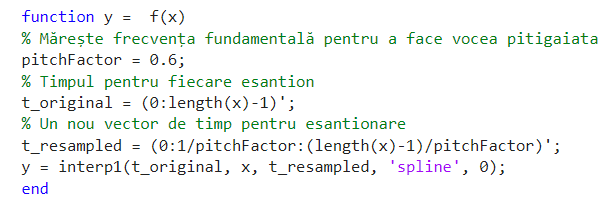 function y =  f(x)
% Mărește frecvența fundamentală pentru a face vocea pitigaiata
pitchFactor = 0.6;
% Timpul pentru fiecare esantion
t_original = (0:length(x)-1)';
% Un nou vector de timp pentru esantionare
t_resampled = (0:1/pitchFactor:(length(x)-1)/pitchFactor)';
y = interp1(t_original, x, t_resampled, 'spline', 0);
end